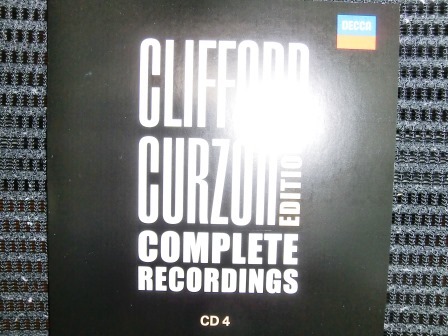 DECCA
CLIFFORD
CURZON
EDITION
COMPLETE
RECORDINGS
CD 4